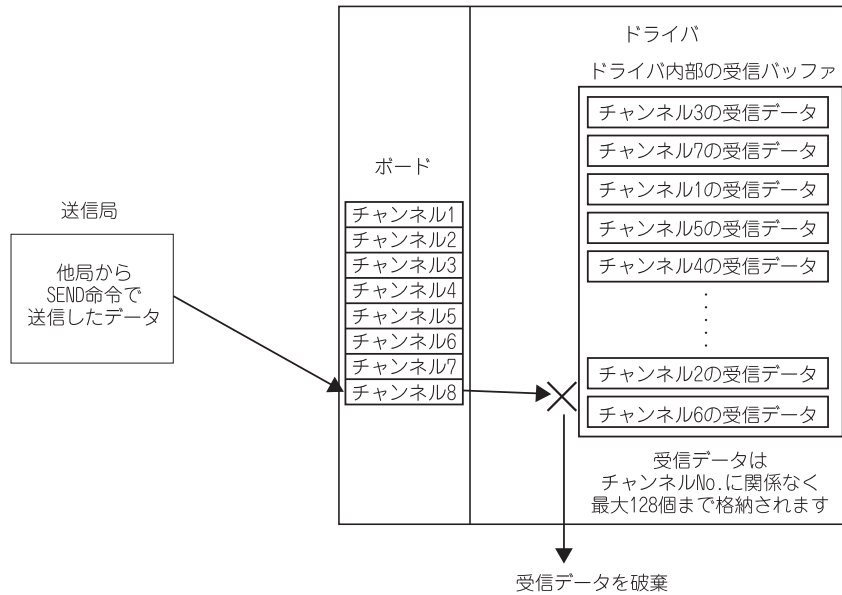 送信局
他局から
SEND命令で
送信したデータ
ボード
チャンネル1
チャンネル2
チャンネル3
チャンネル4
チャンネル5
チャンネル6
チャンネル7
チャンネル8
ドライバ
ドライバ内部の受信バッファ
チャンネル3の受信データ
チャンネル7の受信データ
チャンネル1の受信データ
チャンネル5の受信データ
チャンネル4の受信データ
チャンネル2の受信データ
チャンネル6の受信データ
受信データは
チャンネルNo.に関係なく
最大128個まで格納されます
受信データを破棄